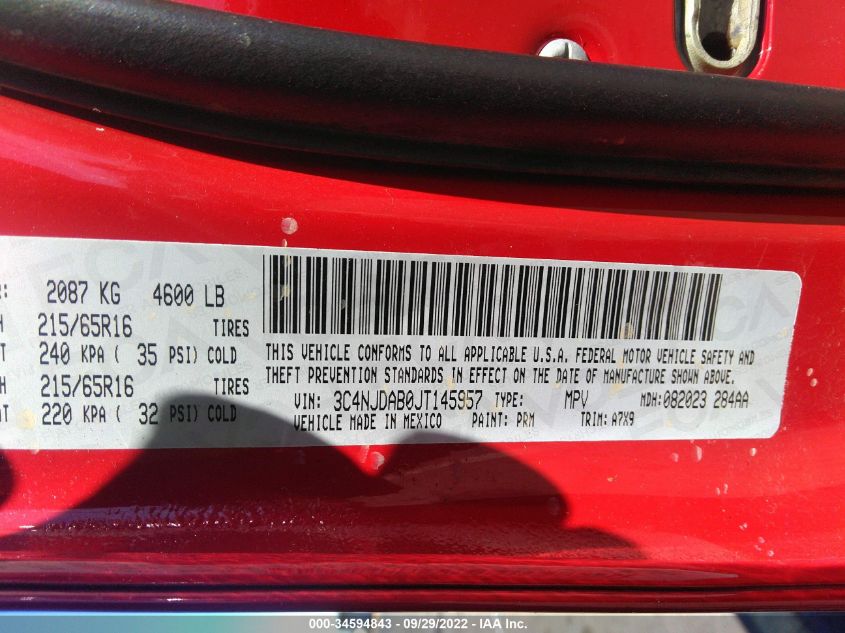 2087 KG 4600 LB
215/65R16 TIRES
240 KPA ( 35 PSI) COLD
215/65R16 TIRES
220 KPA ( 32 PSI) COLD
THIS VEHICLE CONFORMS TO ALL APPLICABLE U.S.A. FEDERAL MOTOR VEHICLE SAFETY AND
THEFT PREVENTION STANDARDS IN EFFECT ON THE DATE OF MANUFACTURE SHOWN ABOVE.
VIN: 3C4NJDAB0JT145957 TYPE: MPV MDH:082023 284AA
VEHICLE MADE IN MEXICO PAINT: PRM TRIM: A7X9
000-34594843 - 09/29/2022 - IAA Inc.